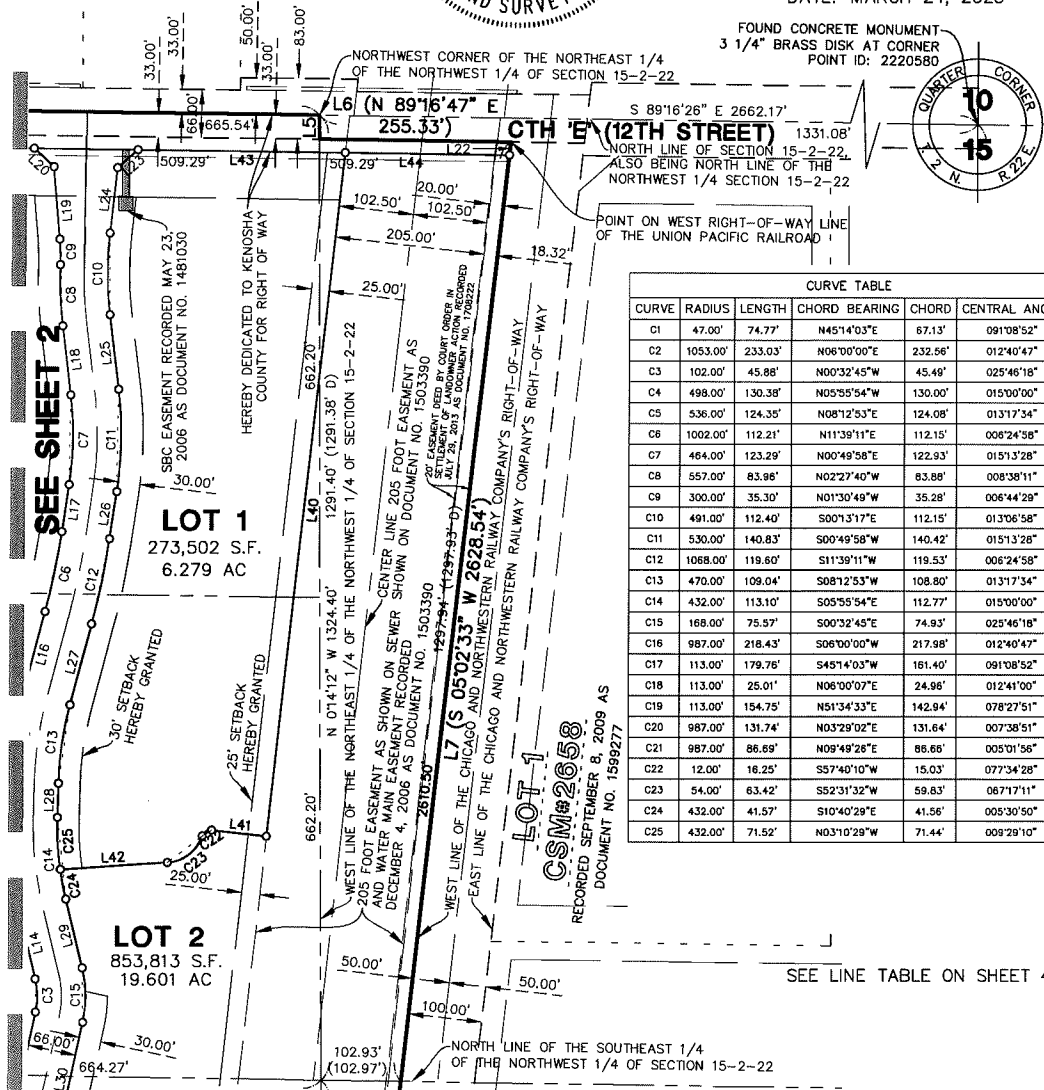 FOUND CONCRETE MONUMENT
3 1/4" BRASS DISK AT CORNER
POINT ID: 2220580
QUARTER CORNER
10
15
T. 2 N. R. 22 E.
33.00'
33.00'
50.00'
83.00'
33.00'
66.00'
NORTHWEST CORNER OF THE NORTHEAST 1/4
OF THE NORTHWEST 1/4 OF SECTION 15-2-22
L6 (N 89°16'47" E
255.33')
L5
665.54'
S 89°16'26" E 2662.17'
CTH 'E' (12TH STREET)
1331.08'
NORTH LINE OF SECTION 15-2-22,
ALSO BEING NORTH LINE OF THE
NORTHWEST 1/4 SECTION 15-2-22
L20
509.29'
L43
509.29'
L44
L22
POINT ON WEST RIGHT-OF-WAY LINE
OF THE UNION PACIFIC RAILROAD
20.00'
102.50'
102.50'
205.00'
18.32'
25.00'
L19
L24
C9
C10
C8
L18
L25
C7
C11
L17
L26
C6
C12
L16
L27
C13
L28
C25
C14
C24
L29
L14
C3
C15
L30
SEE SHEET 2
SBC EASEMENT RECORDED MAY 23,
2006 AS DOCUMENT NO. 1481030
HEREBY DEDICATED TO KENOSHA
COUNTY FOR RIGHT OF WAY
30.00'
LOT 1
273,502 S.F.
6.279 AC
30' SETBACK
HEREBY GRANTED
25' SETBACK
HEREBY GRANTED
L40
662.20'
1291.40' (1291.38' D)
N 0°14'12" W 1324.40'
662.20'
WEST LINE OF THE NORTHEAST 1/4 OF THE NORTHWEST 1/4 OF SECTION 15-2-22
CENTER LINE 205 FOOT EASEMENT AS
205 FOOT EASEMENT AS SHOWN ON SEWER
SHOWN ON DOCUMENT NO. 1503390
AND WATER MAIN EASEMENT RECORDED
DECEMBER 4, 2006 AS DOCUMENT NO. 1503390
20' EASEMENT DEED BY COURT ORDER IN
SETTLEMENT OF LANDOWNER ACTION RECORDED
JULY 29, 2013 AS DOCUMENT NO. 1708222
1297.94' (1297.93' D)
L7 (S 05°02'33" W 2628.54')
2610.50'
WEST LINE OF THE CHICAGO AND NORTHWESTERN RAILWAY COMPANY'S RIGHT-OF-WAY
EAST LINE OF THE CHICAGO AND NORTHWESTERN RAILWAY COMPANY'S RIGHT-OF-WAY
LOT 1
CSM#2658
RECORDED SEPTEMBER 8, 2009 AS
DOCUMENT NO. 1599277
L41
C22
C23
L42
25.00'
LOT 2
853,813 S.F.
19.601 AC
66.00'
30.00'
664.27'
50.00'
50.00'
100.00'
102.93'
(102.97')
NORTH LINE OF THE SOUTHEAST 1/4
OF THE NORTHWEST 1/4 OF SECTION 15-2-22
SEE LINE TABLE ON SHEET 4
CURVE TABLE
CURVE RADIUS LENGTH CHORD BEARING CHORD CENTRAL ANG
C1 47.00' 74.77' N45°14'03"E 67.13' 091°08'52"
C2 1053.00' 233.03' N06°00'00"E 232.56' 012°40'47"
C3 102.00' 45.88' N00°32'45"W 45.49' 025°46'18"
C4 498.00' 130.38' N05°55'54"W 130.00' 015°00'00"
C5 536.00' 124.35' N08°12'53"E 124.08' 013°17'34"
C6 1002.00' 112.21' N11°39'11"E 112.15' 006°24'58"
C7 464.00' 123.29' N00°49'58"E 122.93' 015°13'28"
C8 557.00' 83.96' N02°27'40"W 83.88' 008°38'11"
C9 300.00' 35.30' N01°30'49"W 35.28' 006°44'29"
C10 491.00' 112.40' S00°13'17"E 112.15' 013°06'58"
C11 530.00' 140.83' S00°49'58"W 140.42' 015°13'28"
C12 1068.00' 119.60' S11°39'11"W 119.53' 006°24'58"
C13 470.00' 109.04' S08°12'53"W 108.80' 013°17'34"
C14 432.00' 113.10' S05°55'54"E 112.77' 015°00'00"
C15 168.00' 75.57' S00°32'45"E 74.93' 025°46'18"
C16 987.00' 218.43' S06°00'00"W 217.98' 012°40'47"
C17 113.00' 179.76' S45°14'03"W 161.40' 091°08'52"
C18 113.00' 25.01' N06°00'07"E 24.96' 012°41'00"
C19 113.00' 154.75' N51°34'33"E 142.94' 078°27'51"
C20 987.00' 131.74' N03°29'02"E 131.64' 007°38'51"
C21 987.00' 86.69' N09°49'26"E 86.66' 005°01'56"
C22 12.00' 16.25' S57°40'10"W 15.03' 077°34'28"
C23 54.00' 63.42' S52°31'32"W 59.83' 067°17'11"
C24 432.00' 41.57' S10°40'29"E 41.56' 005°30'50"
C25 432.00' 71.52' N03°10'29"W 71.44' 009°29'10"